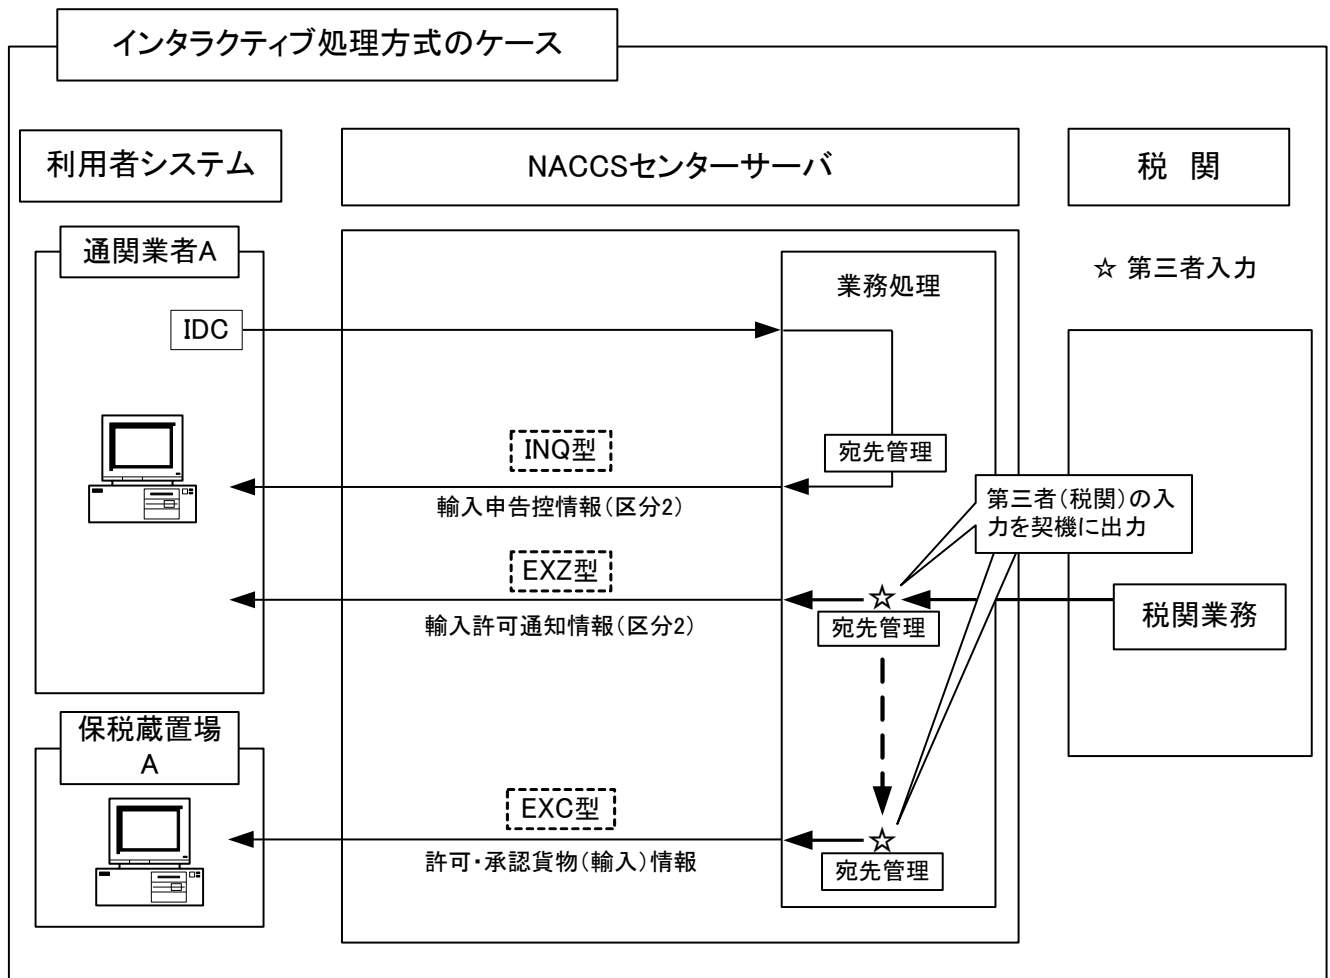 インタラクティブ処理方式のケース
利用者システム
NACCSセンターサーバ
税 関
通関業者A
☆ 第三者入力
業務処理
IDC
INQ型
宛先管理
輸入申告控情報(区分2)
第三者(税関)の入
力を契機に出力
EXZ型
☆
輸入許可通知情報(区分2)
宛先管理
税関業務
保税蔵置場
A
EXC型
☆
許可・承認貨物(輸入)情報
宛先管理